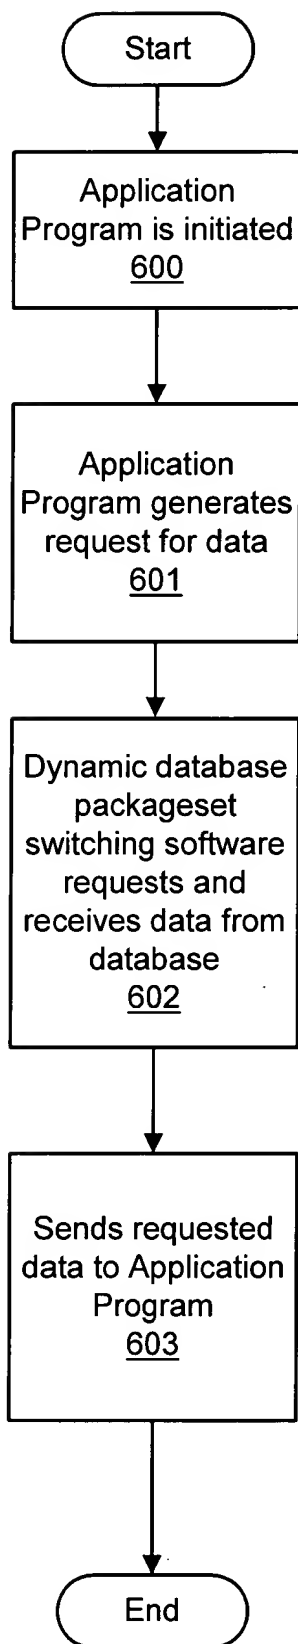 Start
Application
Program is initiated
600
Application
Program generates
request for data
601
Dynamic database
packageset
switching software
requests and
receives data from
database
602
Sends requested
data to Application
Program
603
End